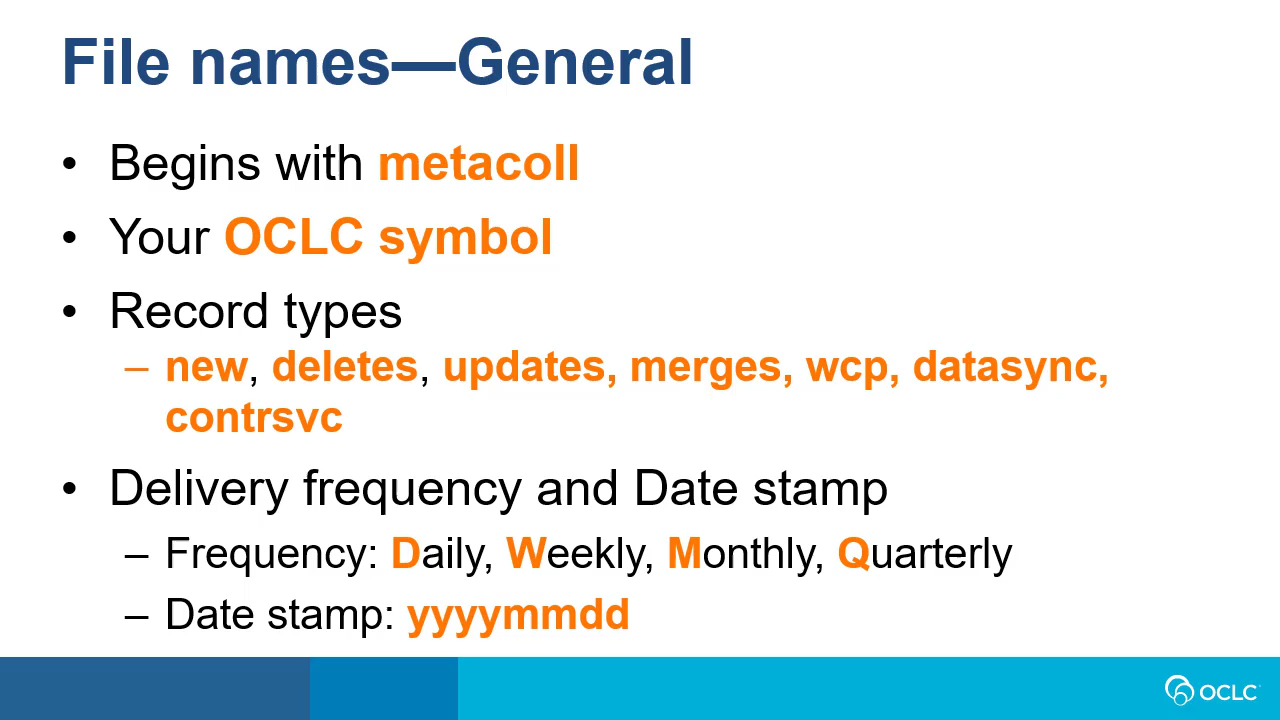 File names—General
• Begins with metacoll
• Your OCLC symbol
• Record types
– new, deletes, updates, merges, wcp, datasync,
contrsvc
• Delivery frequency and Date stamp
– Frequency: Daily, Weekly, Monthly, Quarterly
– Date stamp: yyyymmdd
OCLC